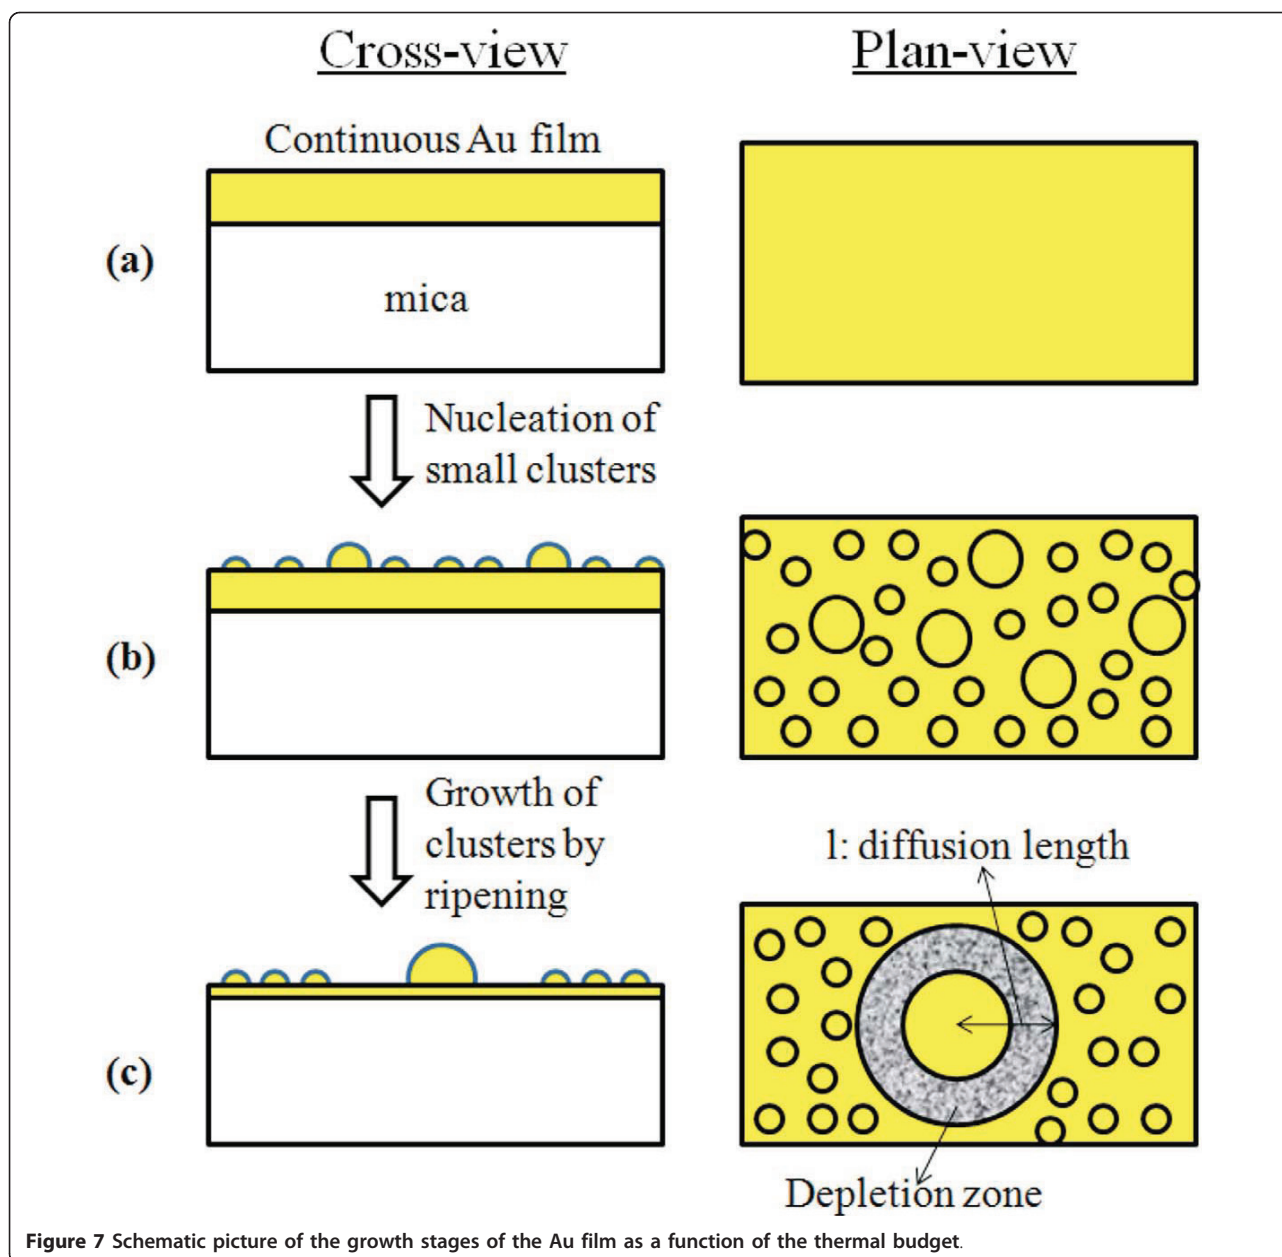 Cross-view
Plan-view
Continuous Au film
(a)
mica
Nucleation of
small clusters
(b)
Growth of
clusters by
ripening
l: diffusion length
(c)
Depletion zone
Figure 7 Schematic picture of the growth stages of the Au film as a function of the thermal budget.